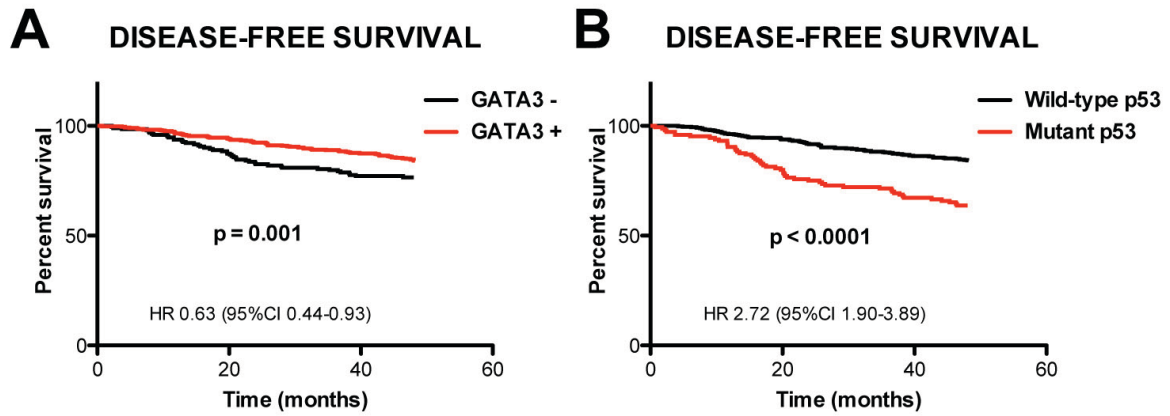 A
DISEASE-FREE SURVIVAL
GATA3 -
GATA3 +
Percent survival
100
50
0
p = 0.001
HR 0.63 (95%CI 0.44-0.93)
0 20 40 60
Time (months)
B
DISEASE-FREE SURVIVAL
Wild-type p53
Mutant p53
Percent survival
100
50
0
p < 0.0001
HR 2.72 (95%CI 1.90-3.89)
0 20 40 60
Time (months)